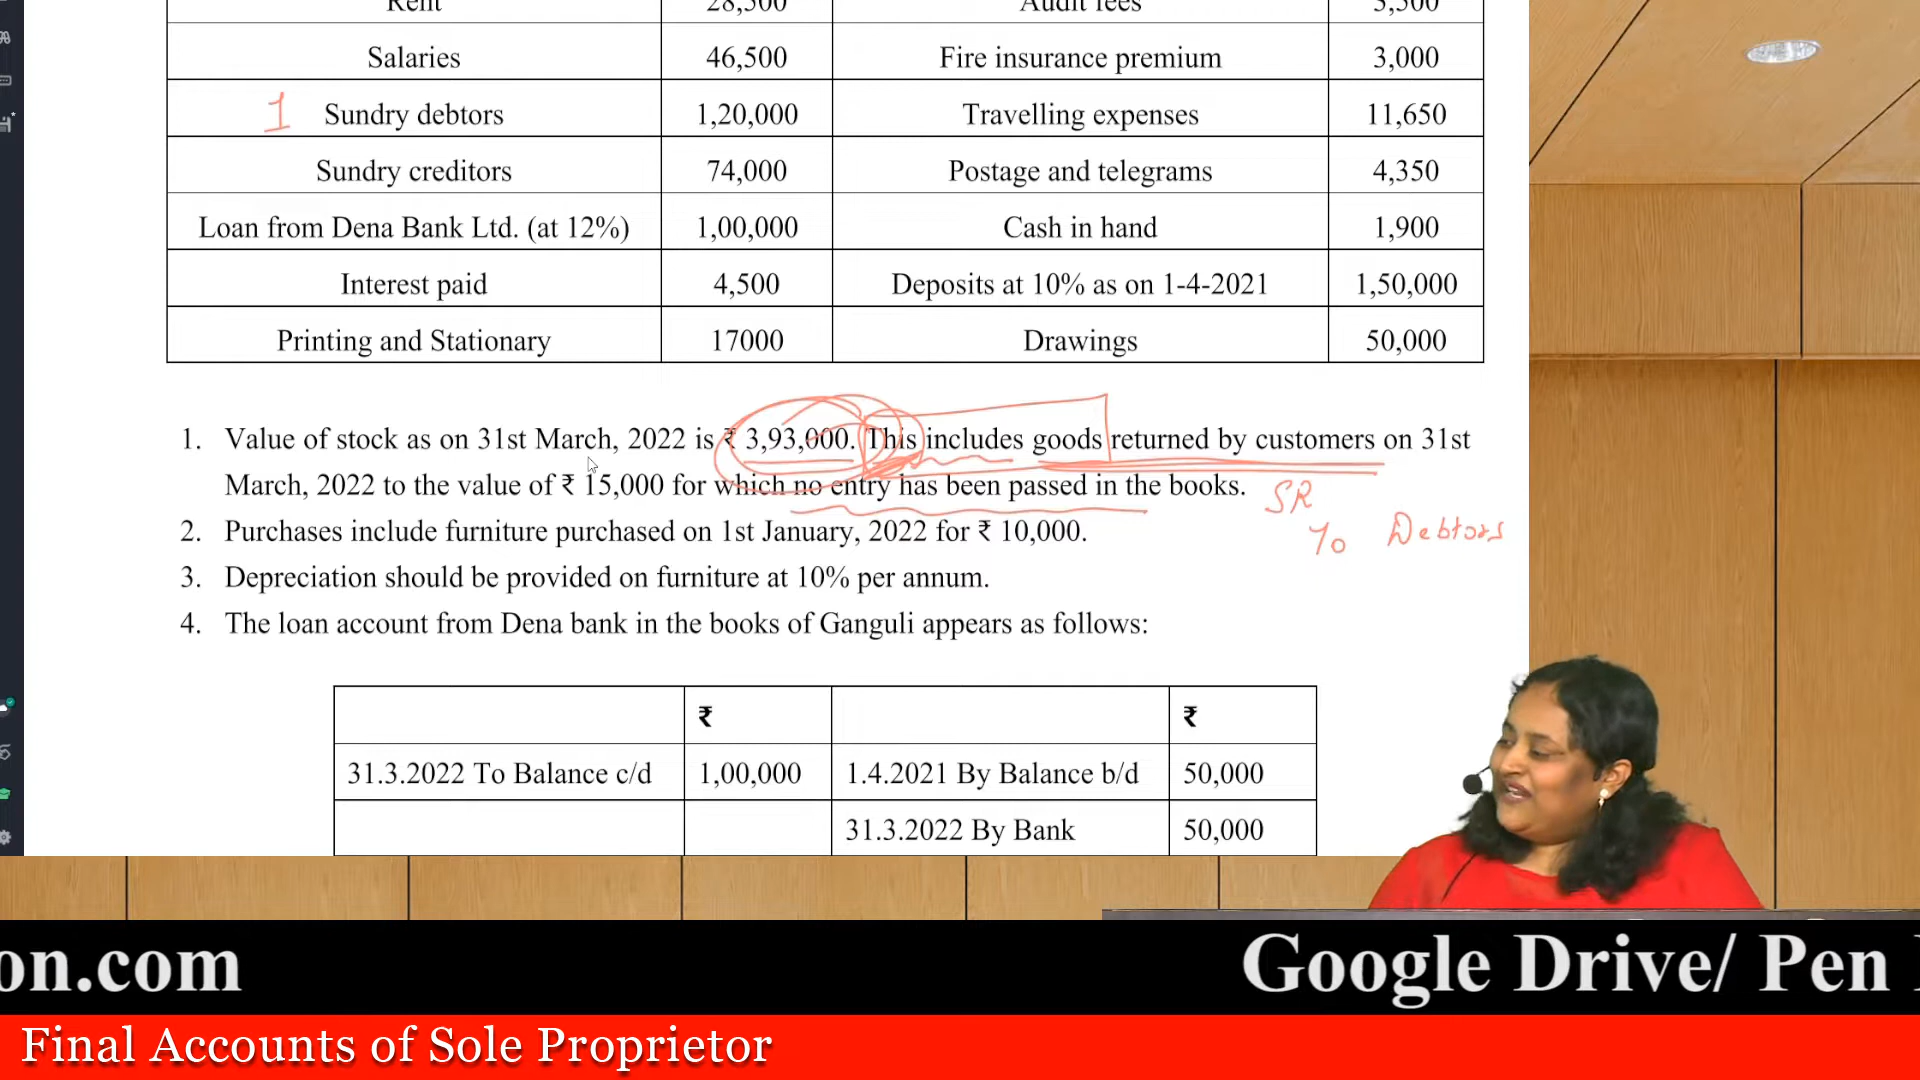 Rent 28,500 Audit fees 3,500
Salaries 46,500 Fire insurance premium 3,000
1 Sundry debtors 1,20,000 Travelling expenses 11,650
Sundry creditors 74,000 Postage and telegrams 4,350
Loan from Dena Bank Ltd. (at 12%) 1,00,000 Cash in hand 1,900
Interest paid 4,500 Deposits at 10% as on 1-4-2021 1,50,000
Printing and Stationary 17000 Drawings 50,000
1. Value of stock as on 31st March, 2022 is ₹ 3,93,000. This includes goods returned by customers on 31st
March, 2022 to the value of ₹ 15,000 for which no entry has been passed in the books.
SR
To Debtors
2. Purchases include furniture purchased on 1st January, 2022 for ₹ 10,000.
3. Depreciation should be provided on furniture at 10% per annum.
4. The loan account from Dena bank in the books of Ganguli appears as follows:
₹ ₹
31.3.2022 To Balance c/d 1,00,000 1.4.2021 By Balance b/d 50,000
31.3.2022 By Bank 50,000
on.com Google Drive/ Pen
Final Accounts of Sole Proprietor